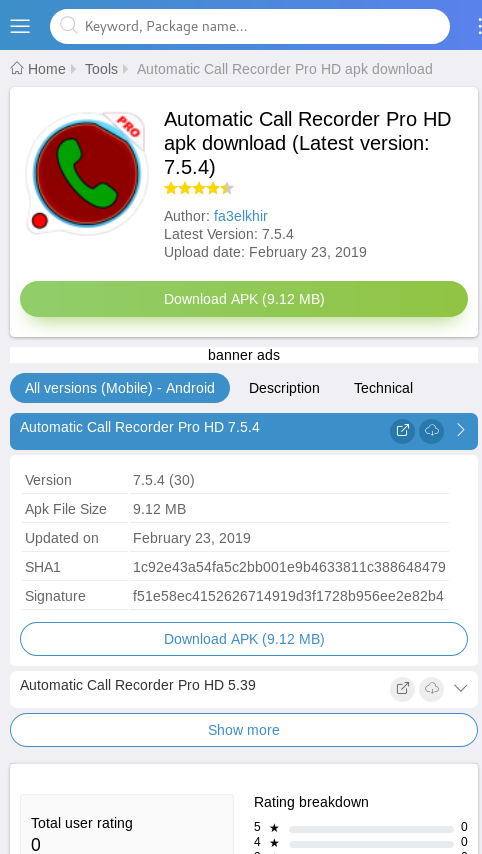 Keyword, Package name...
Home Tools Automatic Call Recorder Pro HD apk download
PRO
Automatic Call Recorder Pro HD
apk download (Latest version:
7.5.4)
Author: fa3elkhir
Latest Version: 7.5.4
Upload date: February 23, 2019
Download APK (9.12 MB)
banner ads
All versions (Mobile) - Android Description Technical
Automatic Call Recorder Pro HD 7.5.4
Version 7.5.4 (30)
Apk File Size 9.12 MB
Updated on February 23, 2019
SHA1 1c92e43a54fa5c2bb001e9b4633811c388648479
Signature f51e58ec4152626714919d3f1728b956ee2e82b4
Download APK (9.12 MB)
Automatic Call Recorder Pro HD 5.39
Show more
Total user rating
0
Rating breakdown
5 ★ 0
4 ★ 0